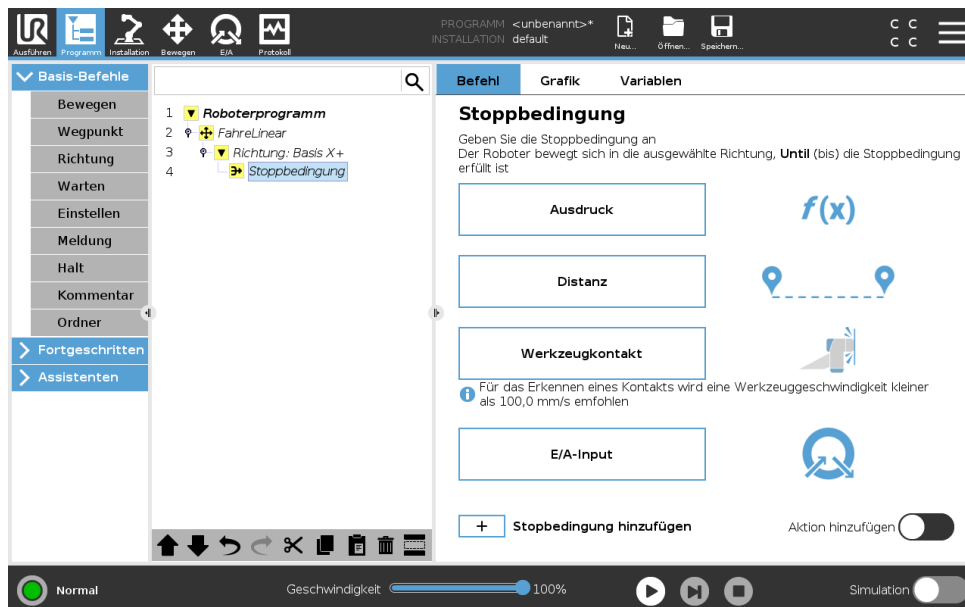 PROGRAMM <unbenannt>*
INSTALLATION default
Ausführen Programm Installation Bewegen E/A Protokoll Neu... Öffnen... Speichern...
C C
C C
Basis-Befehle
Bewegen
Wegpunkt
Richtung
Warten
Einstellen
Meldung
Halt
Kommentar
Ordner
Fortgeschritten
Assistenten
1 Roboterprogramm
2 FahreLinear
3 Richtung: Basis X+
4 Stoppbedingung
Befehl Grafik Variablen
Stoppbedingung
Geben Sie die Stoppbedingung an
Der Roboter bewegt sich in die ausgewählte Richtung, Until (bis) die Stoppbedingung
erfüllt ist
Ausdruck f(x)
Distanz
Werkzeugkontakt
Für das Erkennen eines Kontakts wird eine Werkzeuggeschwindigkeit kleiner
als 100,0 mm/s emfohlen
E/A-Input
+ Stopbedingung hinzufügen Aktion hinzufügen
Normal Geschwindigkeit 100% Simulation